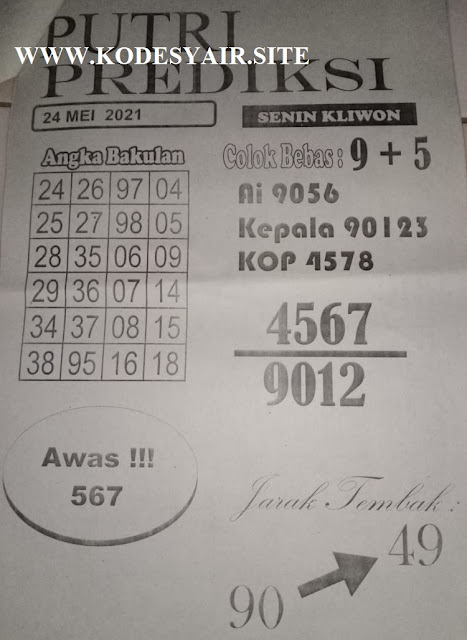 PUTRI
WWW.KODESYAIR.SITE
PREDIKSI
24 MEI 2021
SENIN KLIWON
Angka Bakulan
24 26 97 04
25 27 98 05
28 35 06 09
29 36 07 14
34 37 08 15
38 95 16 18
Colok Bebas : 9 + 5
Ai 9056
Kepala 90123
KOP 4578
4567
9012
Awas !!!
567
Jarak Tembak :
49
90